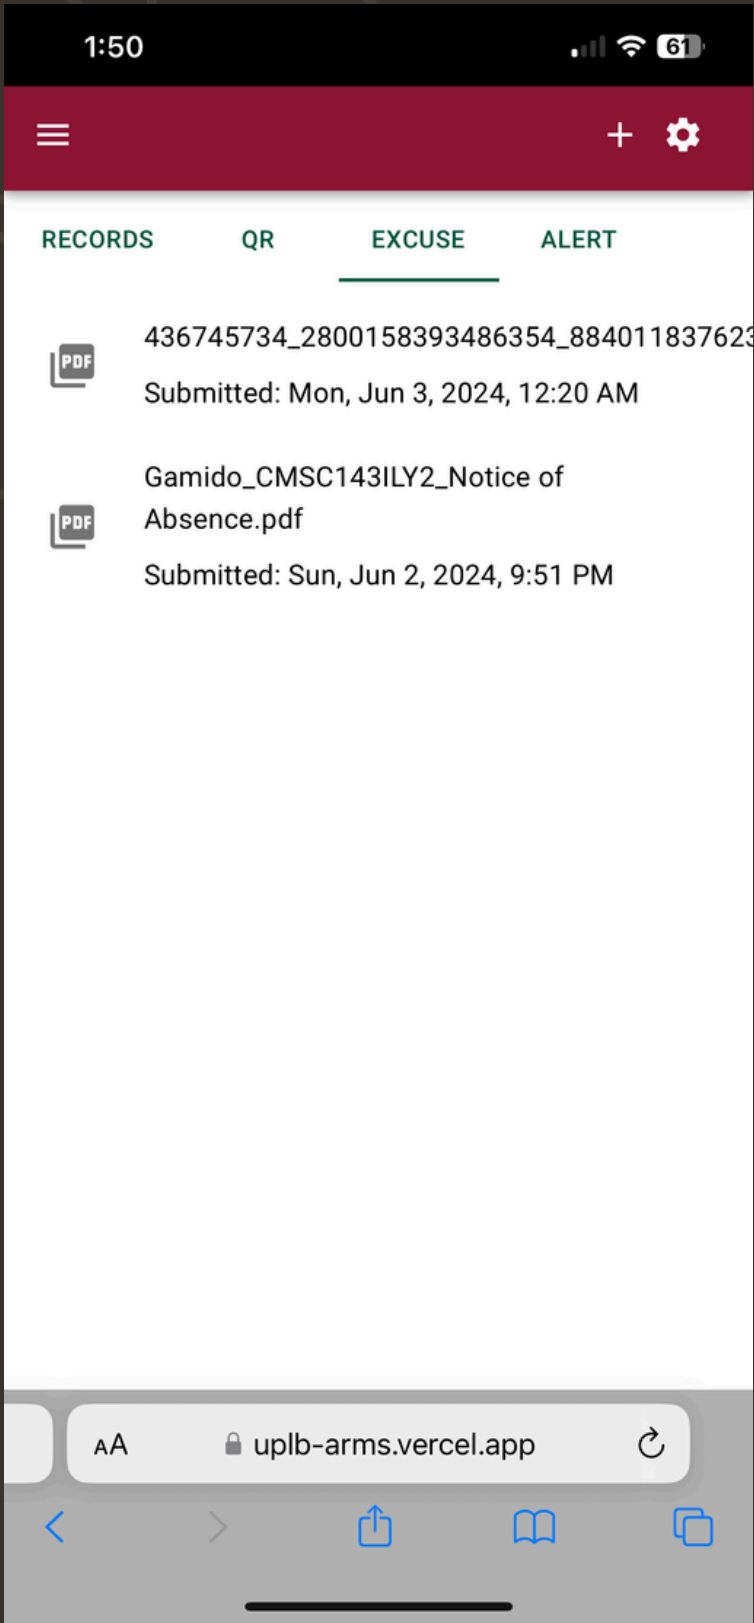 1:50
61
RECORDS QR EXCUSE ALERT
PDF
436745734_2800158393486354_884011837623
Submitted: Mon, Jun 3, 2024, 12:20 AM
PDF
Gamido_CMSC143ILY2_Notice of
Absence.pdf
Submitted: Sun, Jun 2, 2024, 9:51 PM
AA uplb-arms.vercel.app